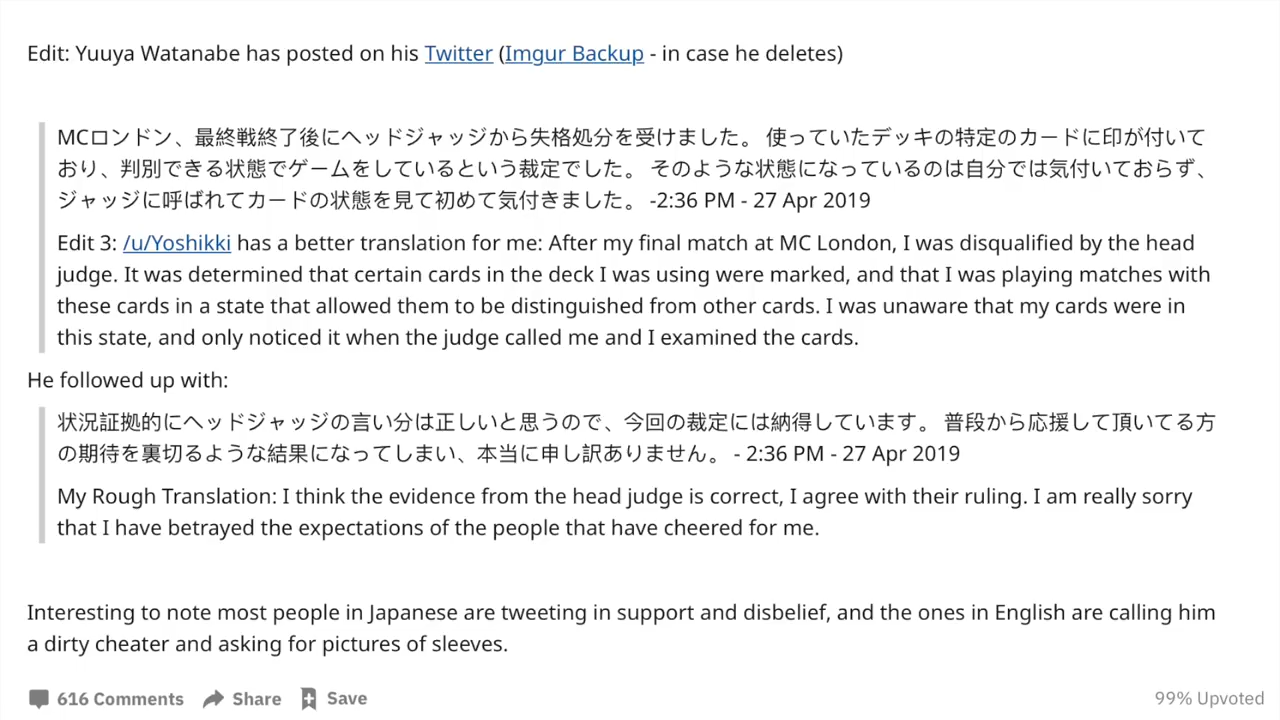 Edit: Yuuya Watanabe has posted on his Twitter (Imgur Backup - in case he deletes)
MCロンドン、最終戦終了後にヘッドジャッジから失格処分を受けました。 使っていたデッキの特定のカードに印が付いて
おり、判別できる状態でゲームをしているという裁定でした。 そのような状態になっているのは自分では気付いておらず、
ジャッジに呼ばれてカードの状態を見て初めて気付きました。 -2:36 PM - 27 Apr 2019
Edit 3: /u/Yoshikki has a better translation for me: After my final match at MC London, I was disqualified by the head
judge. It was determined that certain cards in the deck I was using were marked, and that I was playing matches with
these cards in a state that allowed them to be distinguished from other cards. I was unaware that my cards were in
this state, and only noticed it when the judge called me and I examined the cards.
He followed up with:
状況証拠的にヘッドジャッジの言い分は正しいと思うので、今回の裁定には納得しています。 普段から応援して頂いてる方
の期待を裏切るような結果になってしまい、本当に申し訳ありません。 - 2:36 PM - 27 Apr 2019
My Rough Translation: I think the evidence from the head judge is correct, I agree with their ruling. I am really sorry
that I have betrayed the expectations of the people that have cheered for me.
Interesting to note most people in Japanese are tweeting in support and disbelief, and the ones in English are calling him
a dirty cheater and asking for pictures of sleeves.
616 Comments Share Save 99% Upvoted